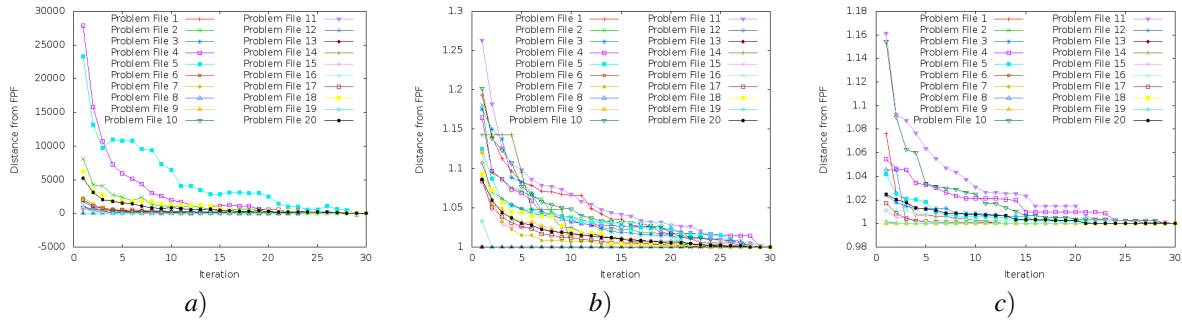 30000
25000
20000
15000
10000
5000
0
-5000
Distance from FPF
Problem File 1
Problem File 2
Problem File 3
Problem File 4
Problem File 5
Problem File 6
Problem File 7
Problem File 8
Problem File 9
Problem File 10
Problem File 11
Problem File 12
Problem File 13
Problem File 14
Problem File 15
Problem File 16
Problem File 17
Problem File 18
Problem File 19
Problem File 20
0 5 10 15 20 25 30
Iteration
a)
1.3
1.25
1.2
1.15
1.1
1.05
1
Distance from FPF
Problem File 1
Problem File 2
Problem File 3
Problem File 4
Problem File 5
Problem File 6
Problem File 7
Problem File 8
Problem File 9
Problem File 10
Problem File 11
Problem File 12
Problem File 13
Problem File 14
Problem File 15
Problem File 16
Problem File 17
Problem File 18
Problem File 19
Problem File 20
0 5 10 15 20 25 30
Iteration
b)
1.18
1.16
1.14
1.12
1.1
1.08
1.06
1.04
1.02
1
0.98
Distance from FPF
Problem File 1
Problem File 2
Problem File 3
Problem File 4
Problem File 5
Problem File 6
Problem File 7
Problem File 8
Problem File 9
Problem File 10
Problem File 11
Problem File 12
Problem File 13
Problem File 14
Problem File 15
Problem File 16
Problem File 17
Problem File 18
Problem File 19
Problem File 20
0 5 10 15 20 25 30
Iteration
c)